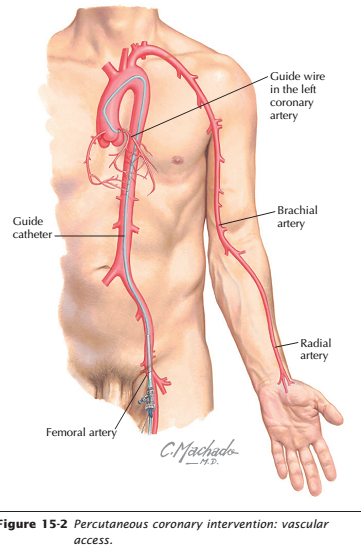 Guide wire
in the left
coronary
artery
Brachial
artery
Guide
catheter
Radial
artery
Femoral artery
C.Machado
M.D.
Figure 15-2 Percutaneous coronary intervention: vascular
access.